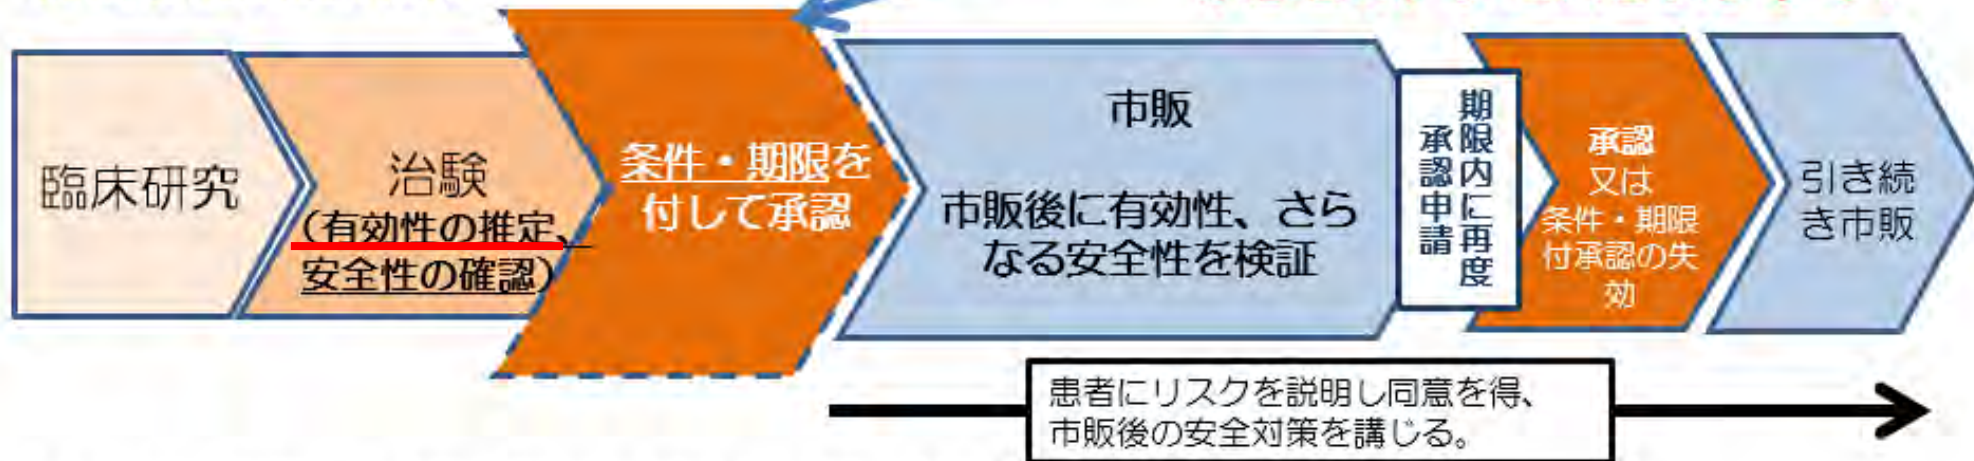 臨床研究
治験
（有効性の推定、
安全性の確認）
条件・期限を
付して承認
市販
市販後に有効性、さら
なる安全性を検証
期限内に再度
承認申請
承認
又は
条件・期限
付承認の失
効
引き続
き市販
患者にリスクを説明し同意を得、
市販後の安全対策を講じる。